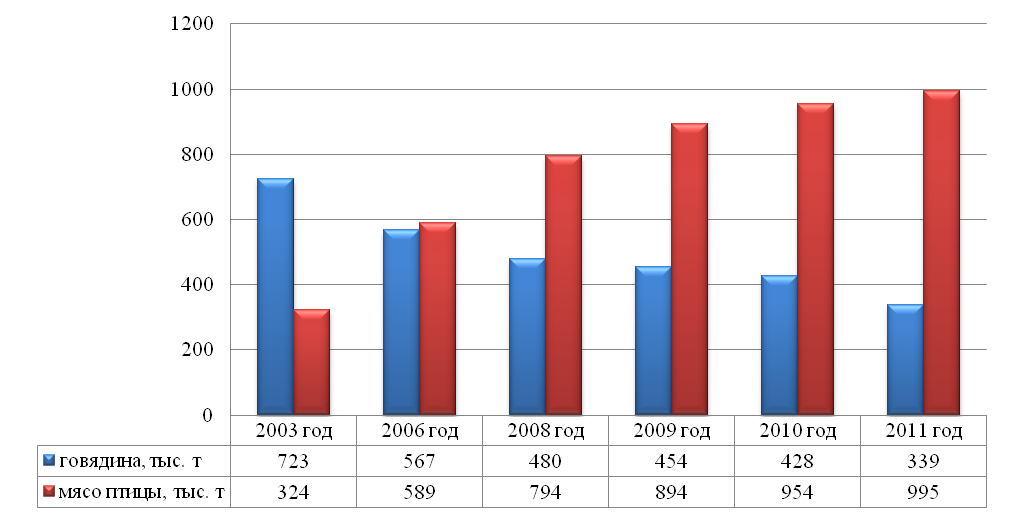 1200
1000
800
600
400
200
0
2003 год 2006 год 2008 год 2009 год 2010 год 2011 год
говядина, тыс. т 723 567 480 454 428 339
мясо птицы, тыс. т 324 589 794 894 954 995